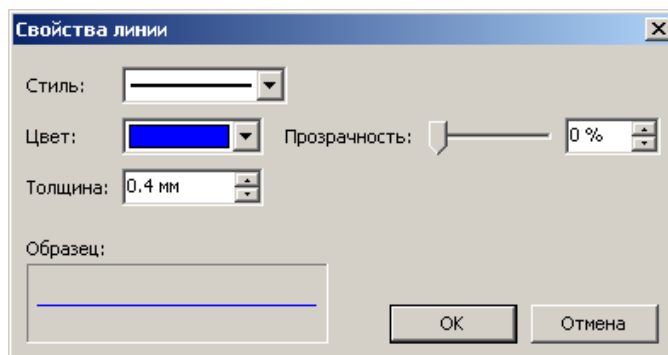 Свойства линии
Стиль:
Цвет:
Прозрачность:
0 %
Толщина:
0.4 мм
Образец:
OK
Отмена